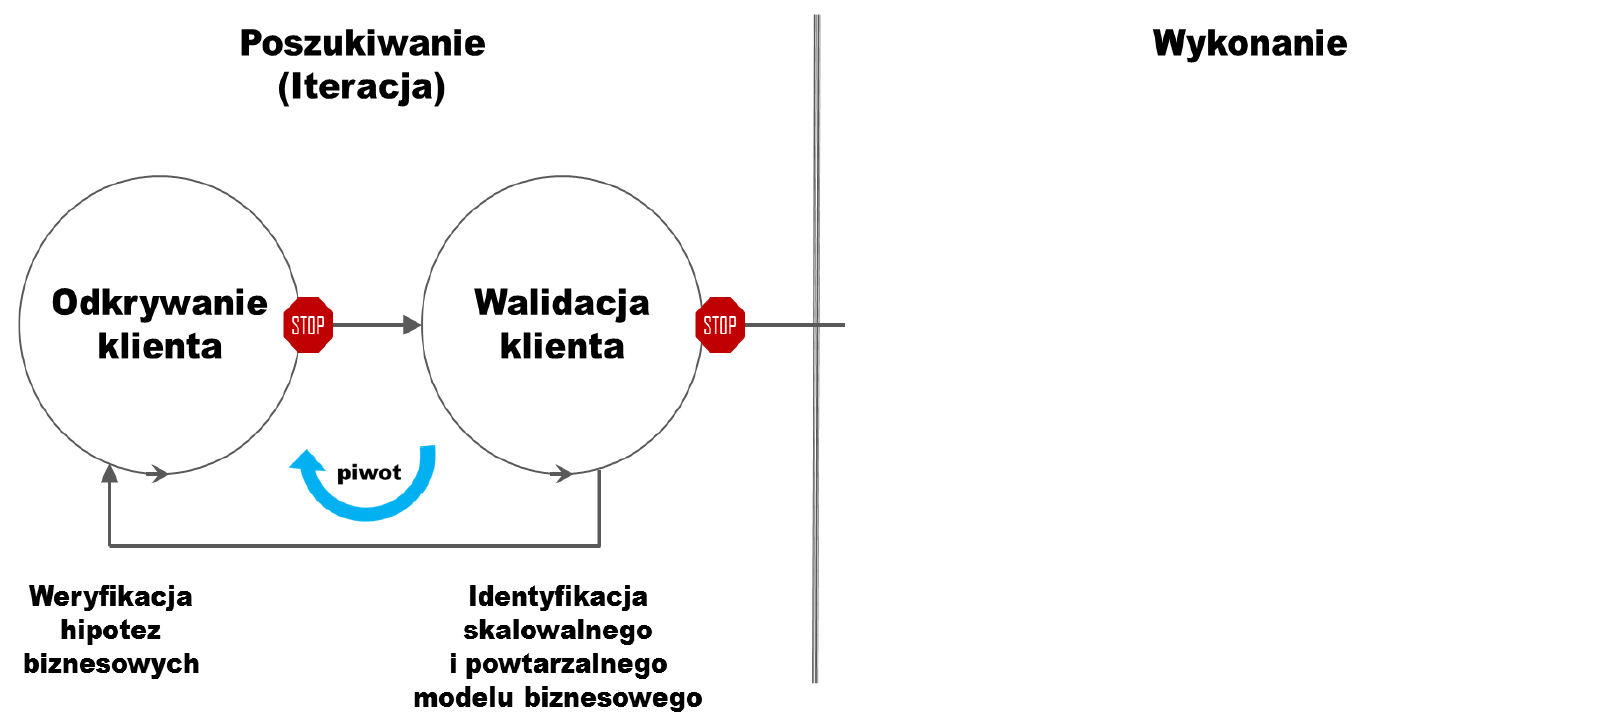 Poszukiwanie
(Iteracja)
Wykonanie
Odkrywanie
klienta
STOP
Walidacja
klienta
STOP
piwot
Weryfikacja
hipotez
biznesowych
Identyfikacja
skalowalnego
i powtarzalnego
modelu biznesowego